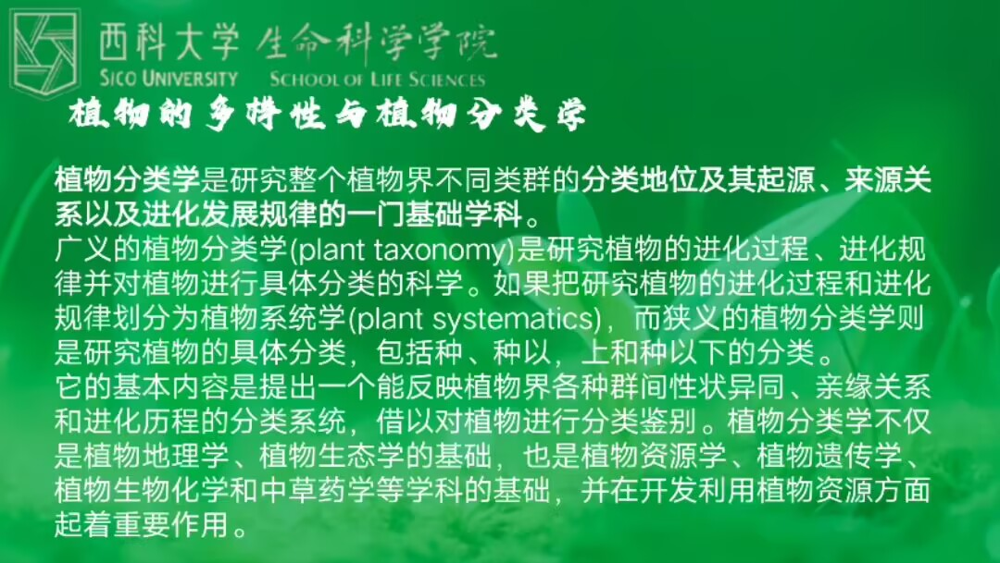 西科大学 生命科学学院
SICO UNIVERSITY SCHOOL OF LIFE SCIENCES
植物的多样性与植物分类学
植物分类学是研究整个植物界不同类群的分类地位及其起源、来源关
系以及进化发展规律的一门基础学科。
广义的植物分类学(plant taxonomy)是研究植物的进化过程、进化规
律并对植物进行具体分类的科学。如果把研究植物的进化过程和进化
规律划分为植物系统学(plant systematics)，而狭义的植物分类学则
是研究植物的具体分类，包括种、种以，上和种以下的分类。
它的基本内容是提出一个能反映植物界各种群间性状异同、亲缘关系
和进化历程的分类系统，借以对植物进行分类鉴别。植物分类学不仅
是植物地理学、植物生态学的基础，也是植物资源学、植物遗传学、
植物生物化学和中草药学等学科的基础，并在开发利用植物资源方面
起着重要作用。